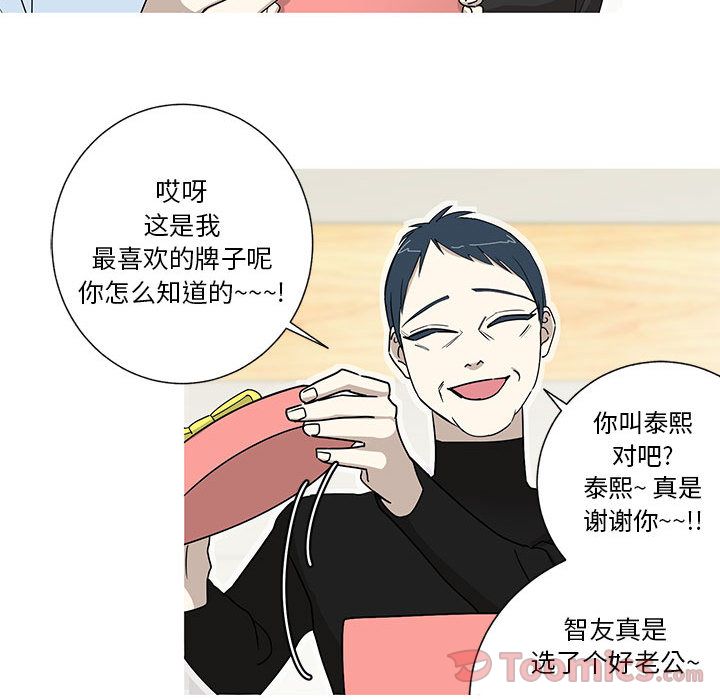 哎呀
这是我
最喜欢的牌子呢
你怎么知道的~~~!
你叫泰熙
对吧?
泰熙~ 真是
谢谢你~~!!
智友真是
选了个好老公~
Toomics
Toomics.com